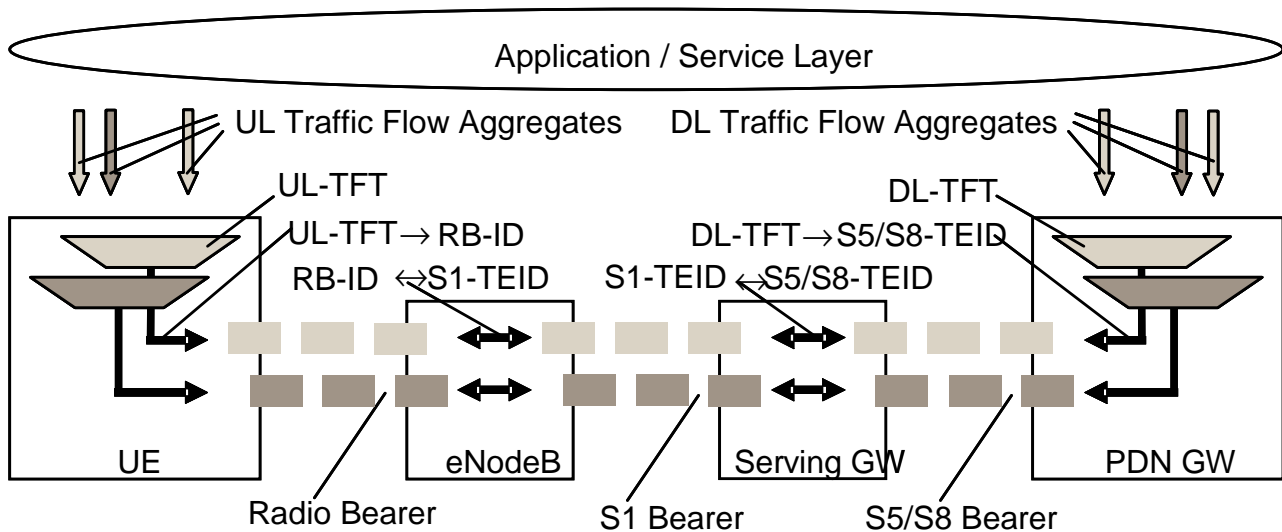 Application / Service Layer
UL Traffic Flow Aggregates
DL Traffic Flow Aggregates
UL-TFT
DL-TFT
UL-TFT → RB-ID
DL-TFT → S5/S8-TEID
RB-ID ↔ S1-TEID
S1-TEID ↔ S5/S8-TEID
UE
eNodeB
Serving GW
PDN GW
Radio Bearer
S1 Bearer
S5/S8 Bearer